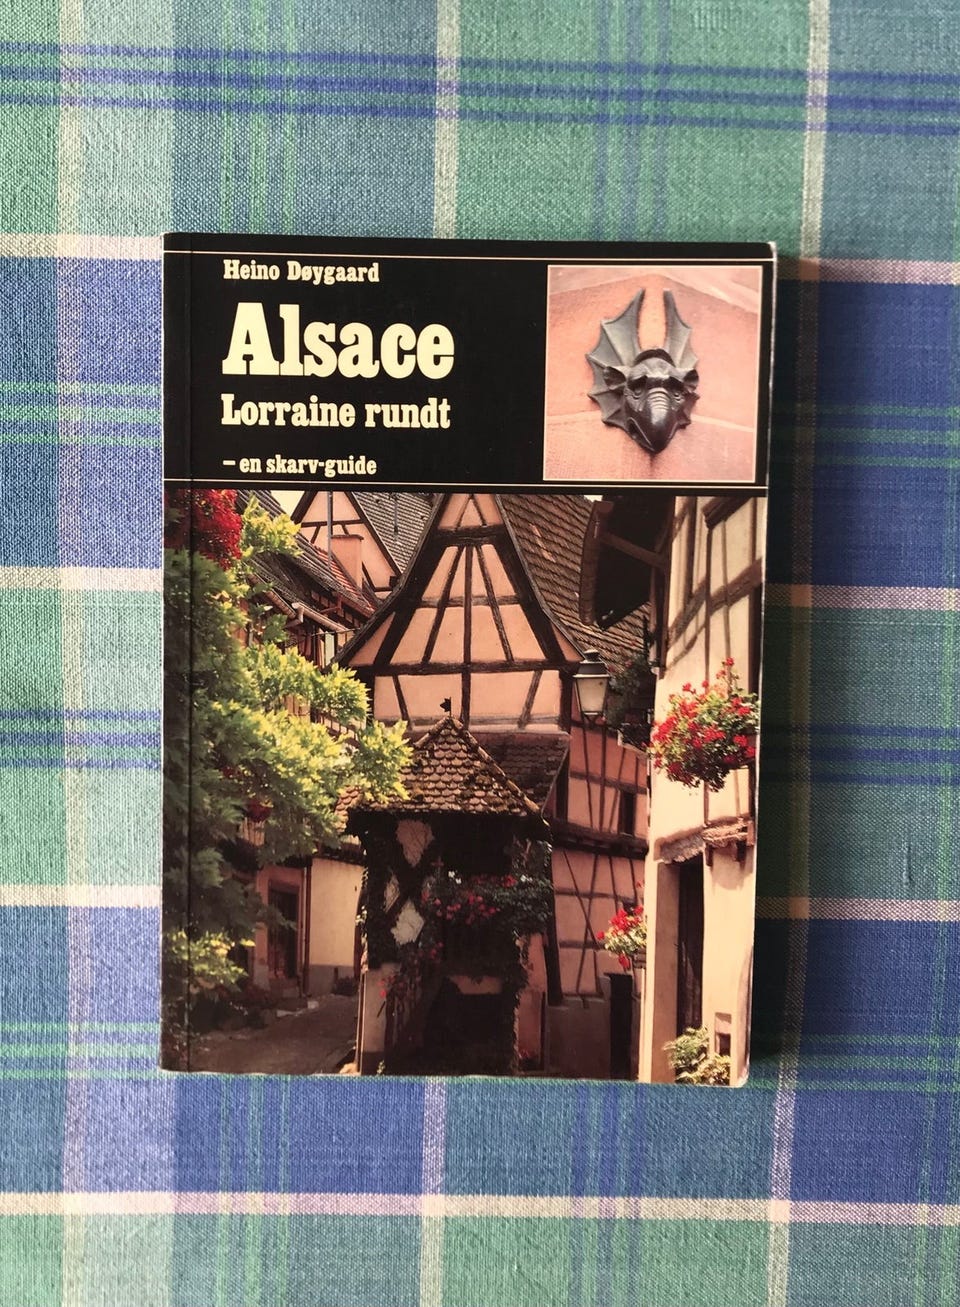 Heino Døygaard
Alsace
Lorraine rundt
– en skarv-guide